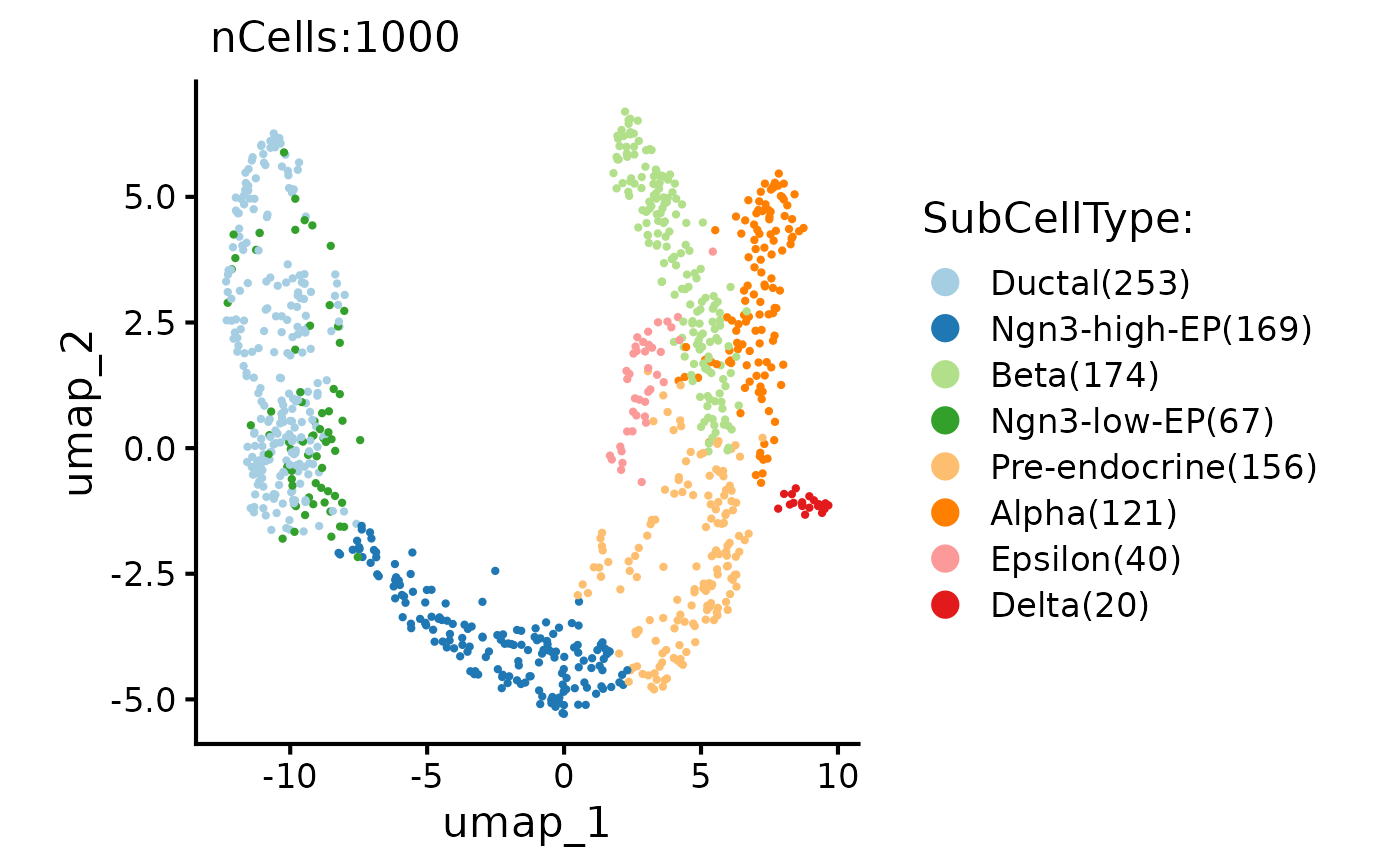 nCells:1000
umap_2
5.0
2.5
0.0
-2.5
-5.0
-10
-5
0
5
10
umap_1
SubCellType:
Ductal(253)
Ngn3-high-EP(169)
Beta(174)
Ngn3-low-EP(67)
Pre-endocrine(156)
Alpha(121)
Epsilon(40)
Delta(20)